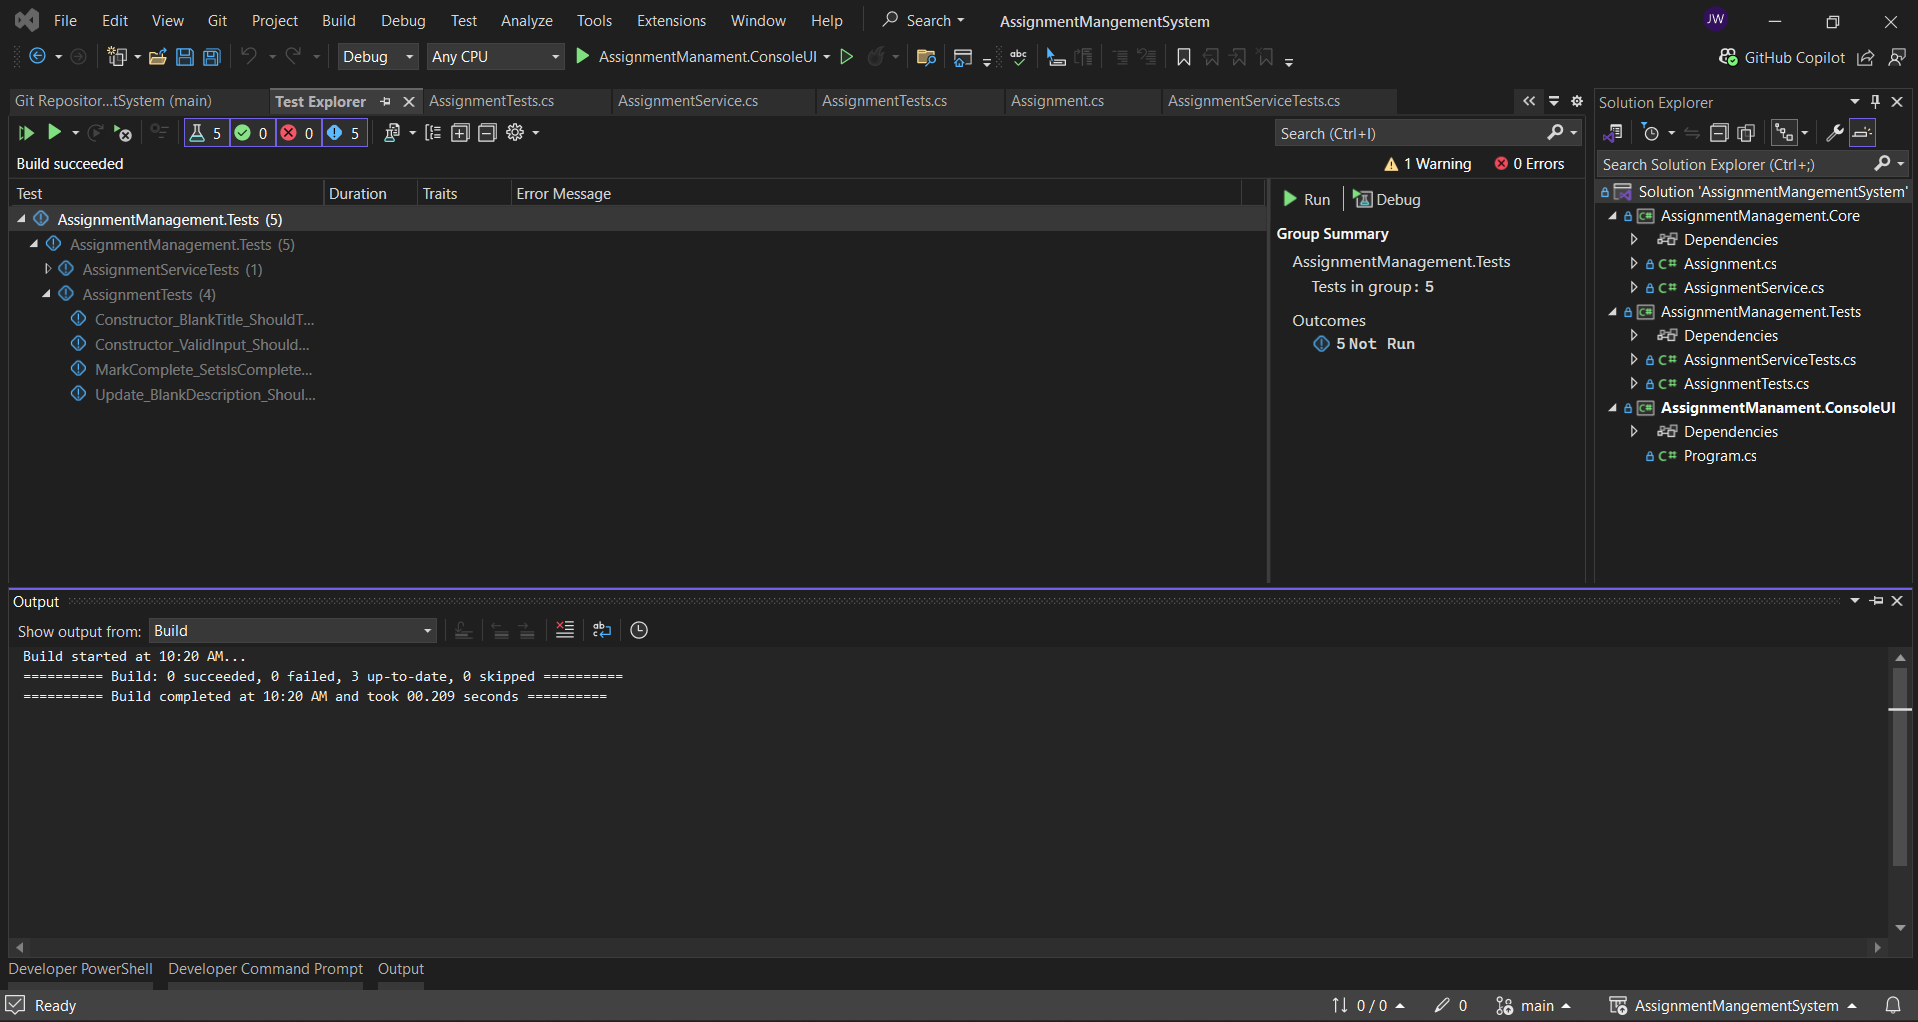 File Edit View Git Project Build Debug Test Analyze Tools Extensions Window Help Search AssignmentMangementSystem JW
Debug Any CPU AssignmentManament.ConsoleUI GitHub Copilot
Git Repositor...tSystem (main) Test Explorer AssignmentTests.cs AssignmentService.cs AssignmentTests.cs Assignment.cs AssignmentServiceTests.cs
5 0 0 5 Search (Ctrl+I)
Build succeeded 1 Warning 0 Errors
Test Duration Traits Error Message
AssignmentManagement.Tests (5)
AssignmentManagement.Tests (5)
AssignmentServiceTests (1)
AssignmentTests (4)
Constructor_BlankTitle_ShouldT...
Constructor_ValidInput_Should...
MarkComplete_SetsIsComplete...
Update_BlankDescription_Shoul...
Run Debug
Group Summary
AssignmentManagement.Tests
Tests in group: 5
Outcomes
5 Not Run
Solution Explorer
Search Solution Explorer (Ctrl+;)
Solution 'AssignmentMangementSystem'
AssignmentManagement.Core
Dependencies
Assignment.cs
AssignmentService.cs
AssignmentManagement.Tests
Dependencies
AssignmentServiceTests.cs
AssignmentTests.cs
AssignmentManament.ConsoleUI
Dependencies
Program.cs
Output
Show output from: Build
Build started at 10:20 AM...
========== Build: 0 succeeded, 0 failed, 3 up-to-date, 0 skipped ==========
========== Build completed at 10:20 AM and took 00.209 seconds ==========
Developer PowerShell Developer Command Prompt Output
Ready 0 / 0 0 main AssignmentMangementSystem